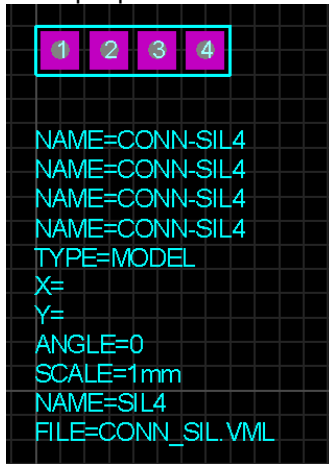 1 2 3 4
NAME=CONN-SIL4
NAME=CONN-SIL4
NAME=CONN-SIL4
NAME=CONN-SIL4
TYPE=MODEL
X=
Y=
ANGLE=0
SCALE=1mm
NAME=SIL4
FILE=CONN_SIL.VML